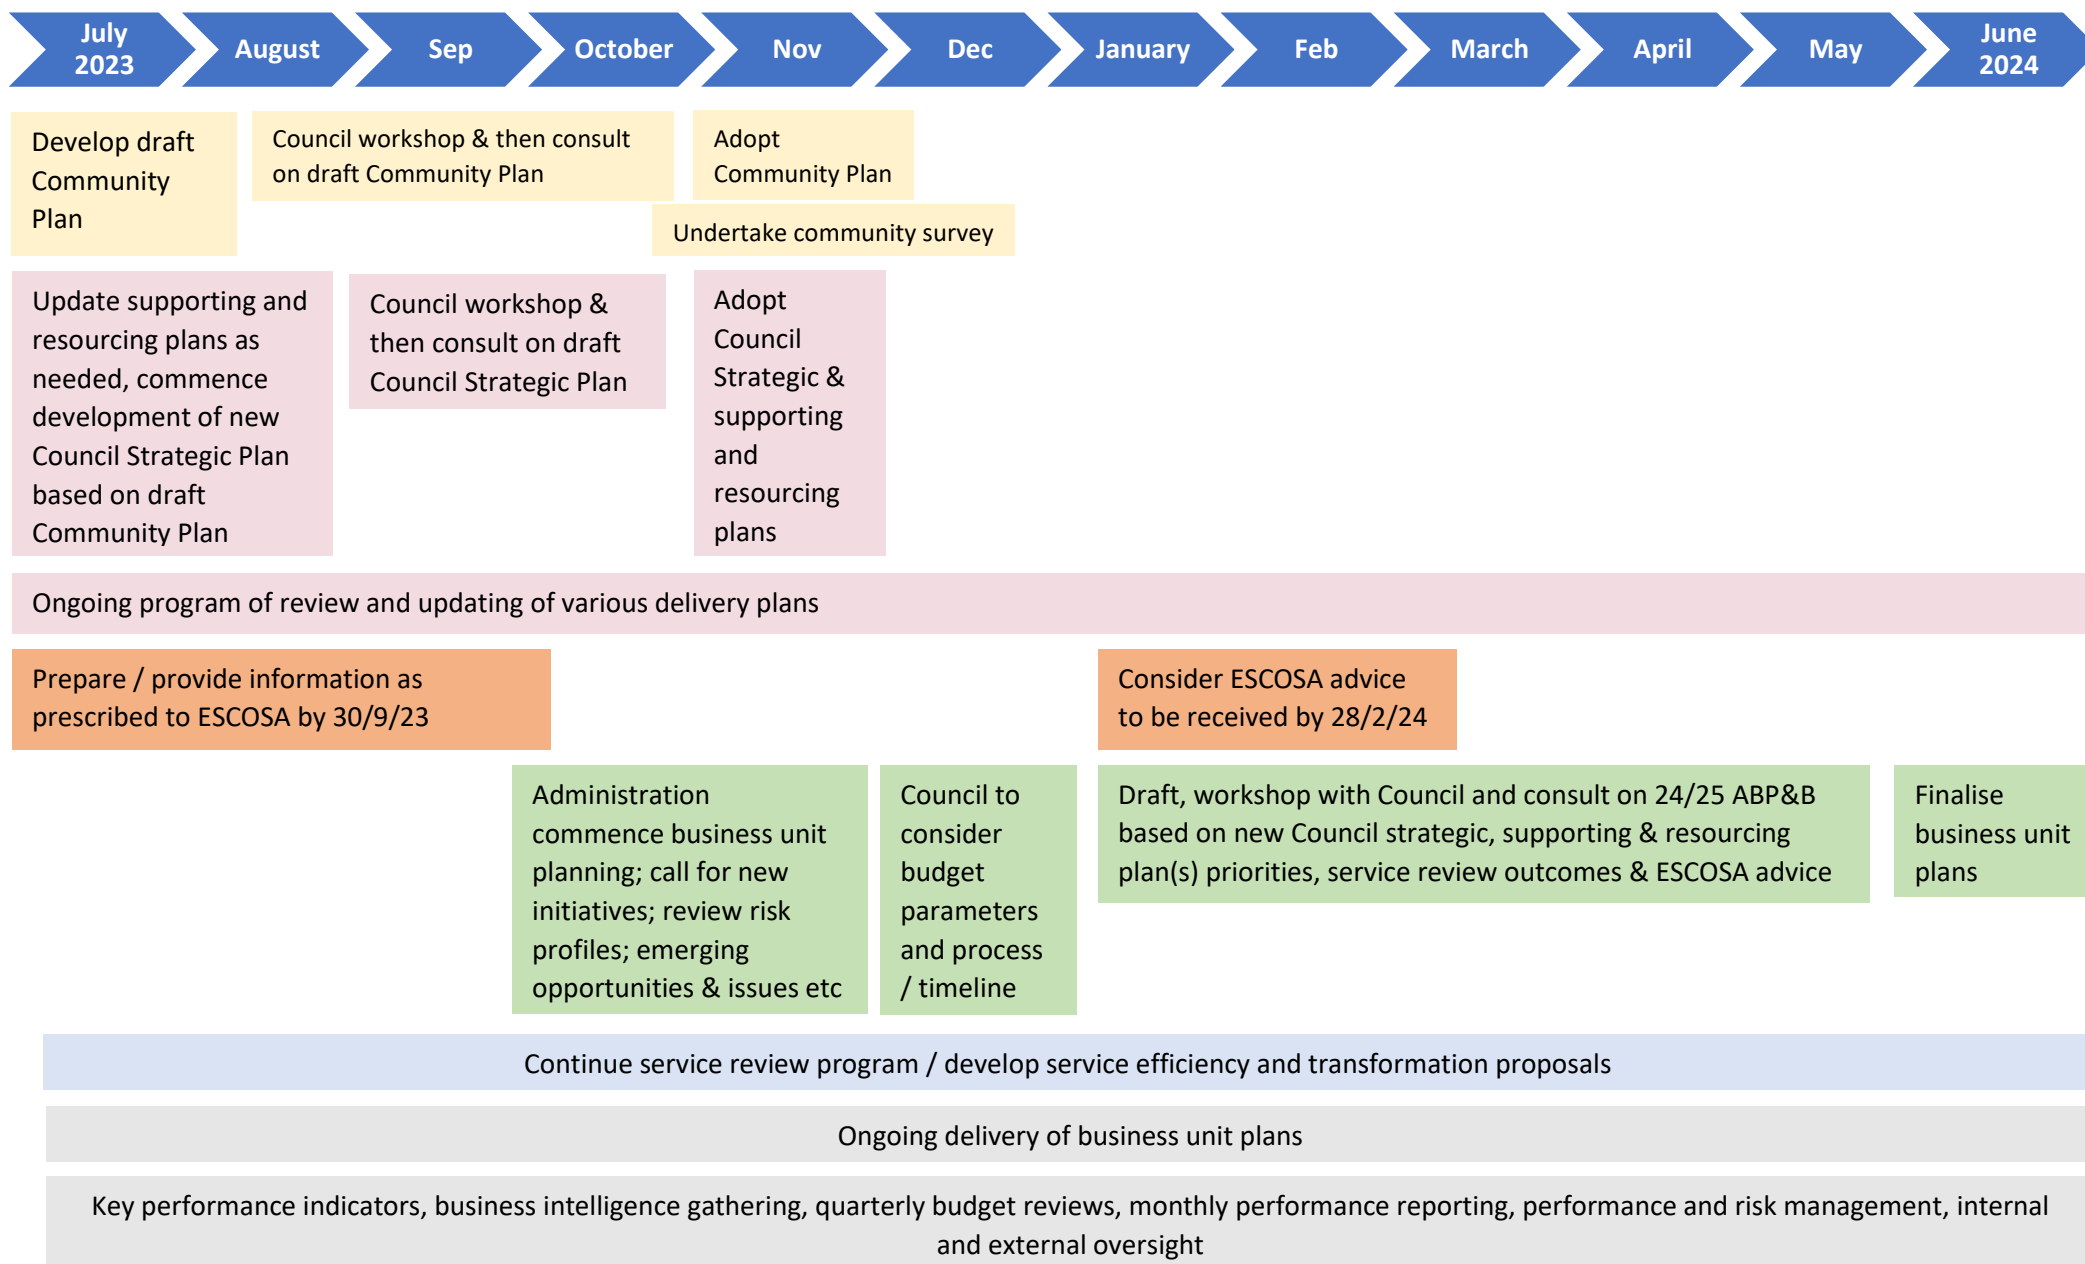 July
2023
August
Sep
October
Nov
Dec
January
Feb
March
April
May
June
2024
Develop draft
Community
Plan
Council workshop & then consult
on draft Community Plan
Adopt
Community Plan
Undertake community survey
Update supporting and
resourcing plans as
needed, commence
development of new
Council Strategic Plan
based on draft
Community Plan
Council workshop &
then consult on draft
Council Strategic Plan
Adopt
Council
Strategic &
supporting
and
resourcing
plans
Ongoing program of review and updating of various delivery plans
Prepare / provide information as
prescribed to ESCOSA by 30/9/23
Consider ESCOSA advice
to be received by 28/2/24
Administration
commence business unit
planning; call for new
initiatives; review risk
profiles; emerging
opportunities & issues etc
Council to
consider
budget
parameters
and process
/ timeline
Draft, workshop with Council and consult on 24/25 ABP&B
based on new Council strategic, supporting & resourcing
plan(s) priorities, service review outcomes & ESCOSA advice
Finalise
business unit
plans
Continue service review program / develop service efficiency and transformation proposals
Ongoing delivery of business unit plans
Key performance indicators, business intelligence gathering, quarterly budget reviews, monthly performance reporting, performance and risk management, internal
and external oversight